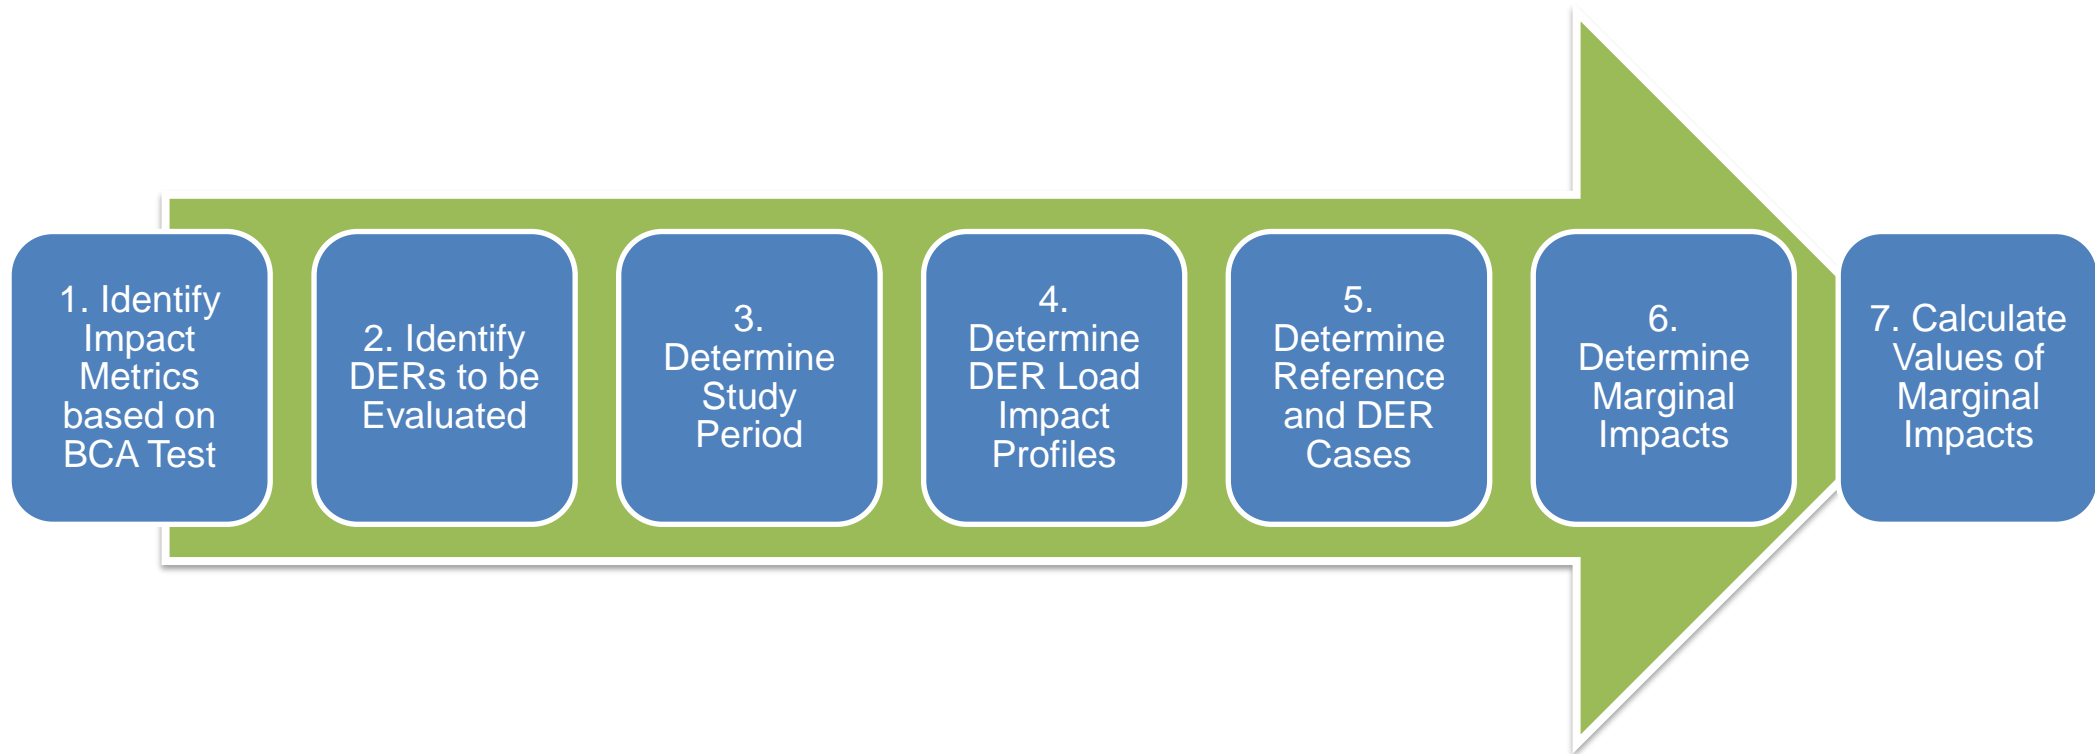 1. Identify
Impact
Metrics
based on
BCA Test
2. Identify
DERs to be
Evaluated
3.
Determine
Study
Period
4.
Determine
DER Load
Impact
Profiles
5.
Determine
Reference
and DER
Cases
6.
Determine
Marginal
Impacts
7. Calculate
Values of
Marginal
Impacts